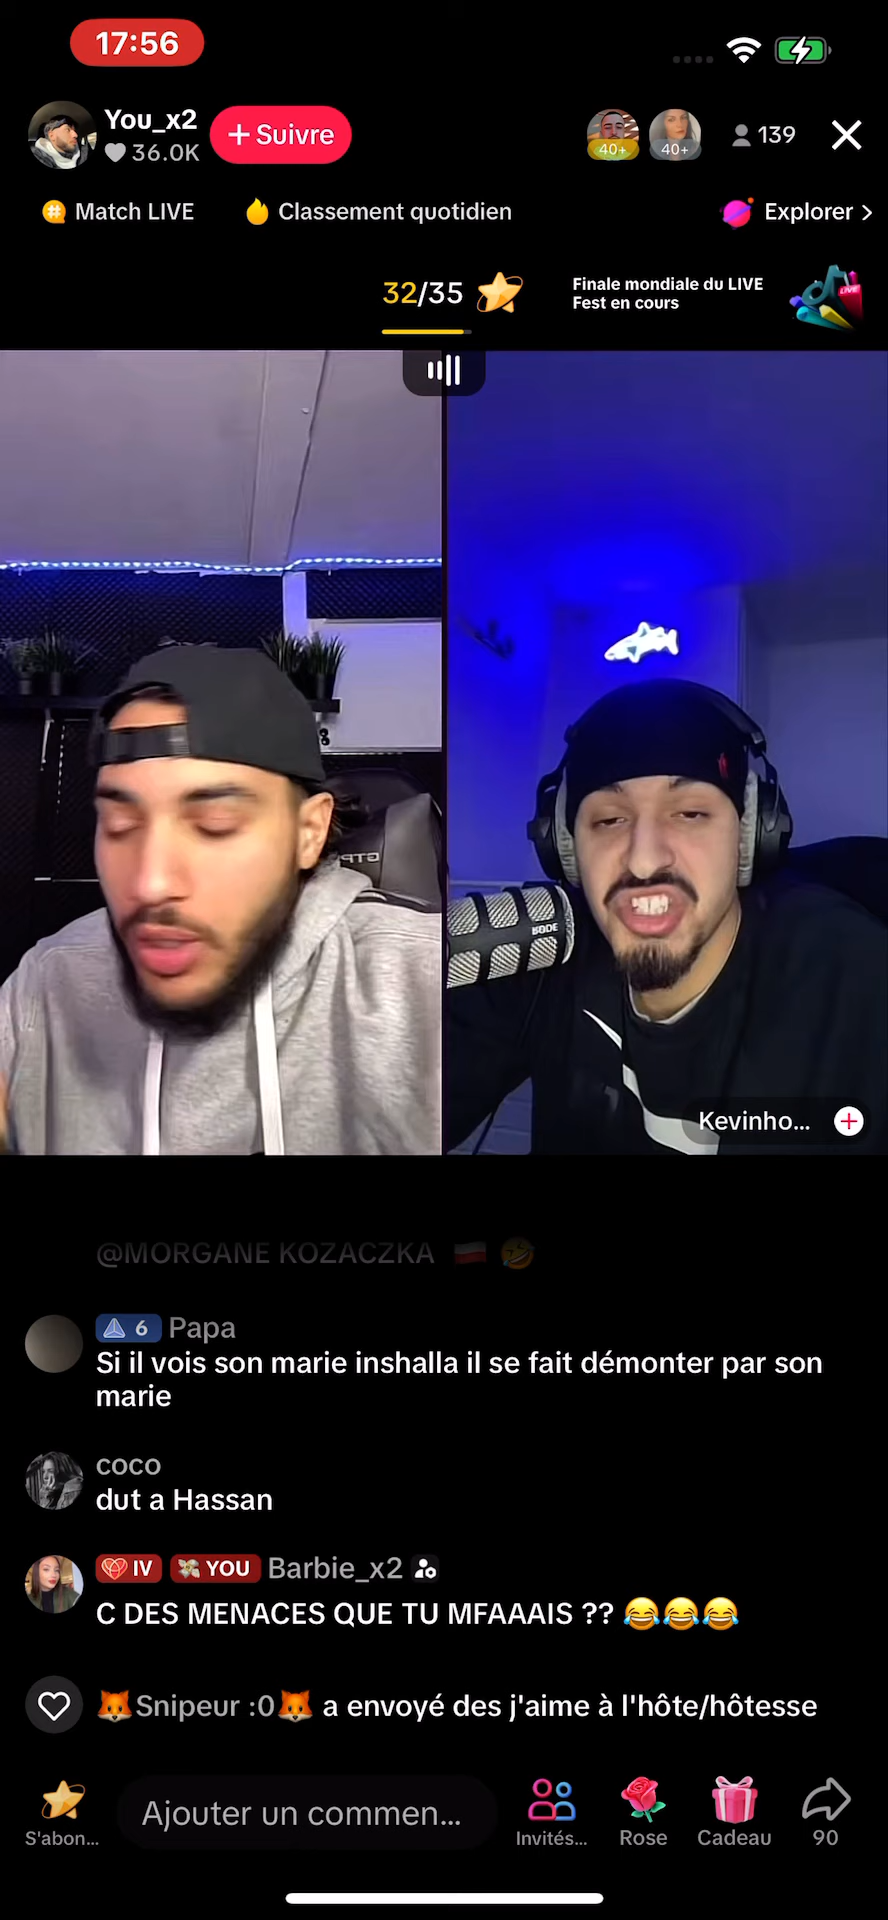 17:56
You_x2
36.0K
+ Suivre
40+
40+
139
Match LIVE
Classement quotidien
Explorer >
32/35
Finale mondiale du LIVE
Fest en cours
LIVE
GTP
RODE
Kevinho...
@MORGANE KOZACZKA 🇵🇱 🤣
6 Papa
Si il vois son marie inshalla il se fait démonter par son
marie
coco
dut a Hassan
IV YOU Barbie_x2
C DES MENACES QUE TU MFAAAIS ?? 😂😂😂
🦊Snipeur :0🦊 a envoyé des j'aime à l'hôte/hôtesse
S'abon...
Ajouter un commen...
Invités...
Rose
Cadeau
90